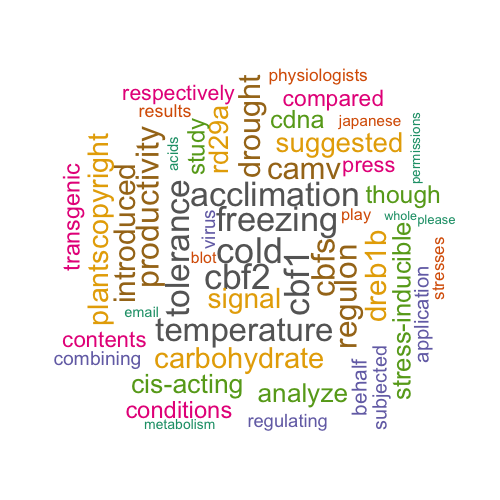 physiologists
respectively
compared
results
cdna
japanese
drought
rd29a
study
acids
suggested
permissions
camv
press
transgenic
plantscopyright
introduced
productivity
tolerance
acclimation
though
virus
freezing
play
whole
please
blot
cold
cbf2
cbf1
cbfs
regulon
dreb1b
stress-inducible
stresses
application
signal
email
temperature
contents
combining
carbohydrate
cis-acting
analyze
behalf
subjected
conditions
metabolism
regulating